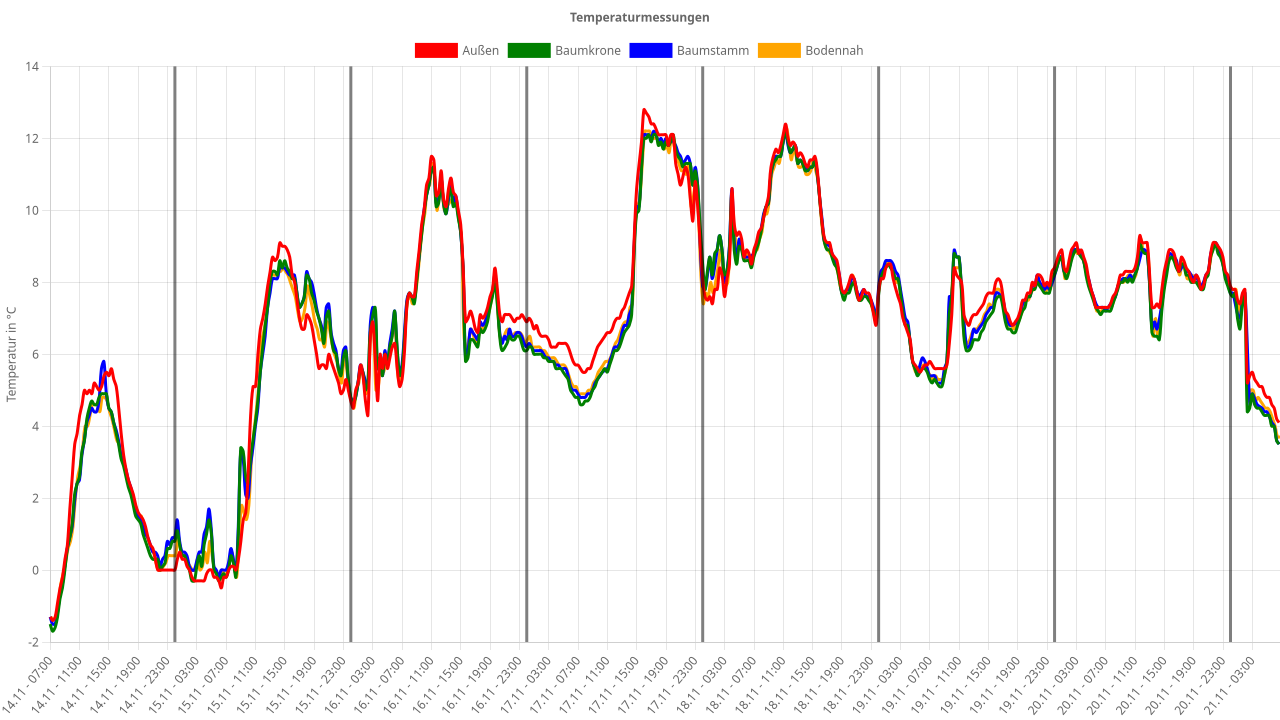 Temperaturmessungen
Außen Baumkrone Baumstamm Bodennah
Temperatur in °C
14
12
10
8
6
4
2
0
-2
14.11 - 07:00
14.11 - 11:00
14.11 - 15:00
14.11 - 19:00
14.11 - 23:00
15.11 - 03:00
15.11 - 07:00
15.11 - 11:00
15.11 - 15:00
15.11 - 19:00
15.11 - 23:00
16.11 - 03:00
16.11 - 07:00
16.11 - 11:00
16.11 - 15:00
16.11 - 19:00
16.11 - 23:00
17.11 - 03:00
17.11 - 07:00
17.11 - 11:00
17.11 - 15:00
17.11 - 19:00
17.11 - 23:00
18.11 - 03:00
18.11 - 07:00
18.11 - 11:00
18.11 - 15:00
18.11 - 19:00
18.11 - 23:00
19.11 - 03:00
19.11 - 07:00
19.11 - 11:00
19.11 - 15:00
19.11 - 19:00
19.11 - 23:00
20.11 - 03:00
20.11 - 07:00
20.11 - 11:00
20.11 - 15:00
20.11 - 19:00
20.11 - 23:00
21.11 - 03:00